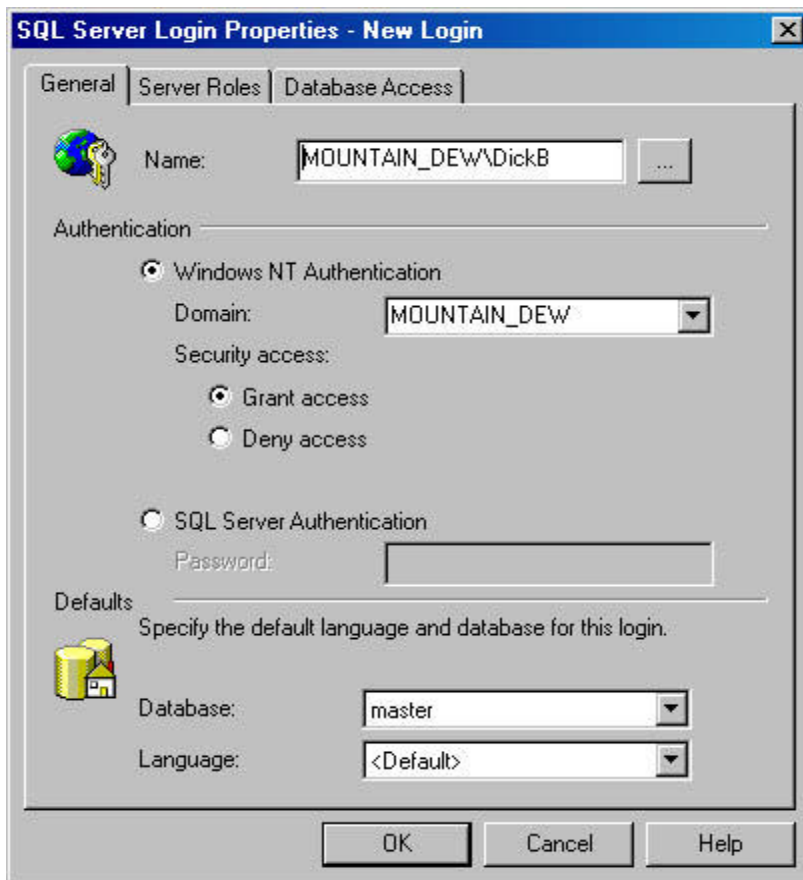 SQL Server Login Properties - New Login
General Server Roles Database Access
Name: MOUNTAIN_DEW\DickB ...
Authentication
Windows NT Authentication
Domain: MOUNTAIN_DEW
Security access:
Grant access
Deny access
SQL Server Authentication
Password:
Defaults
Specify the default language and database for this login.
Database: master
Language: <Default>
OK Cancel Help